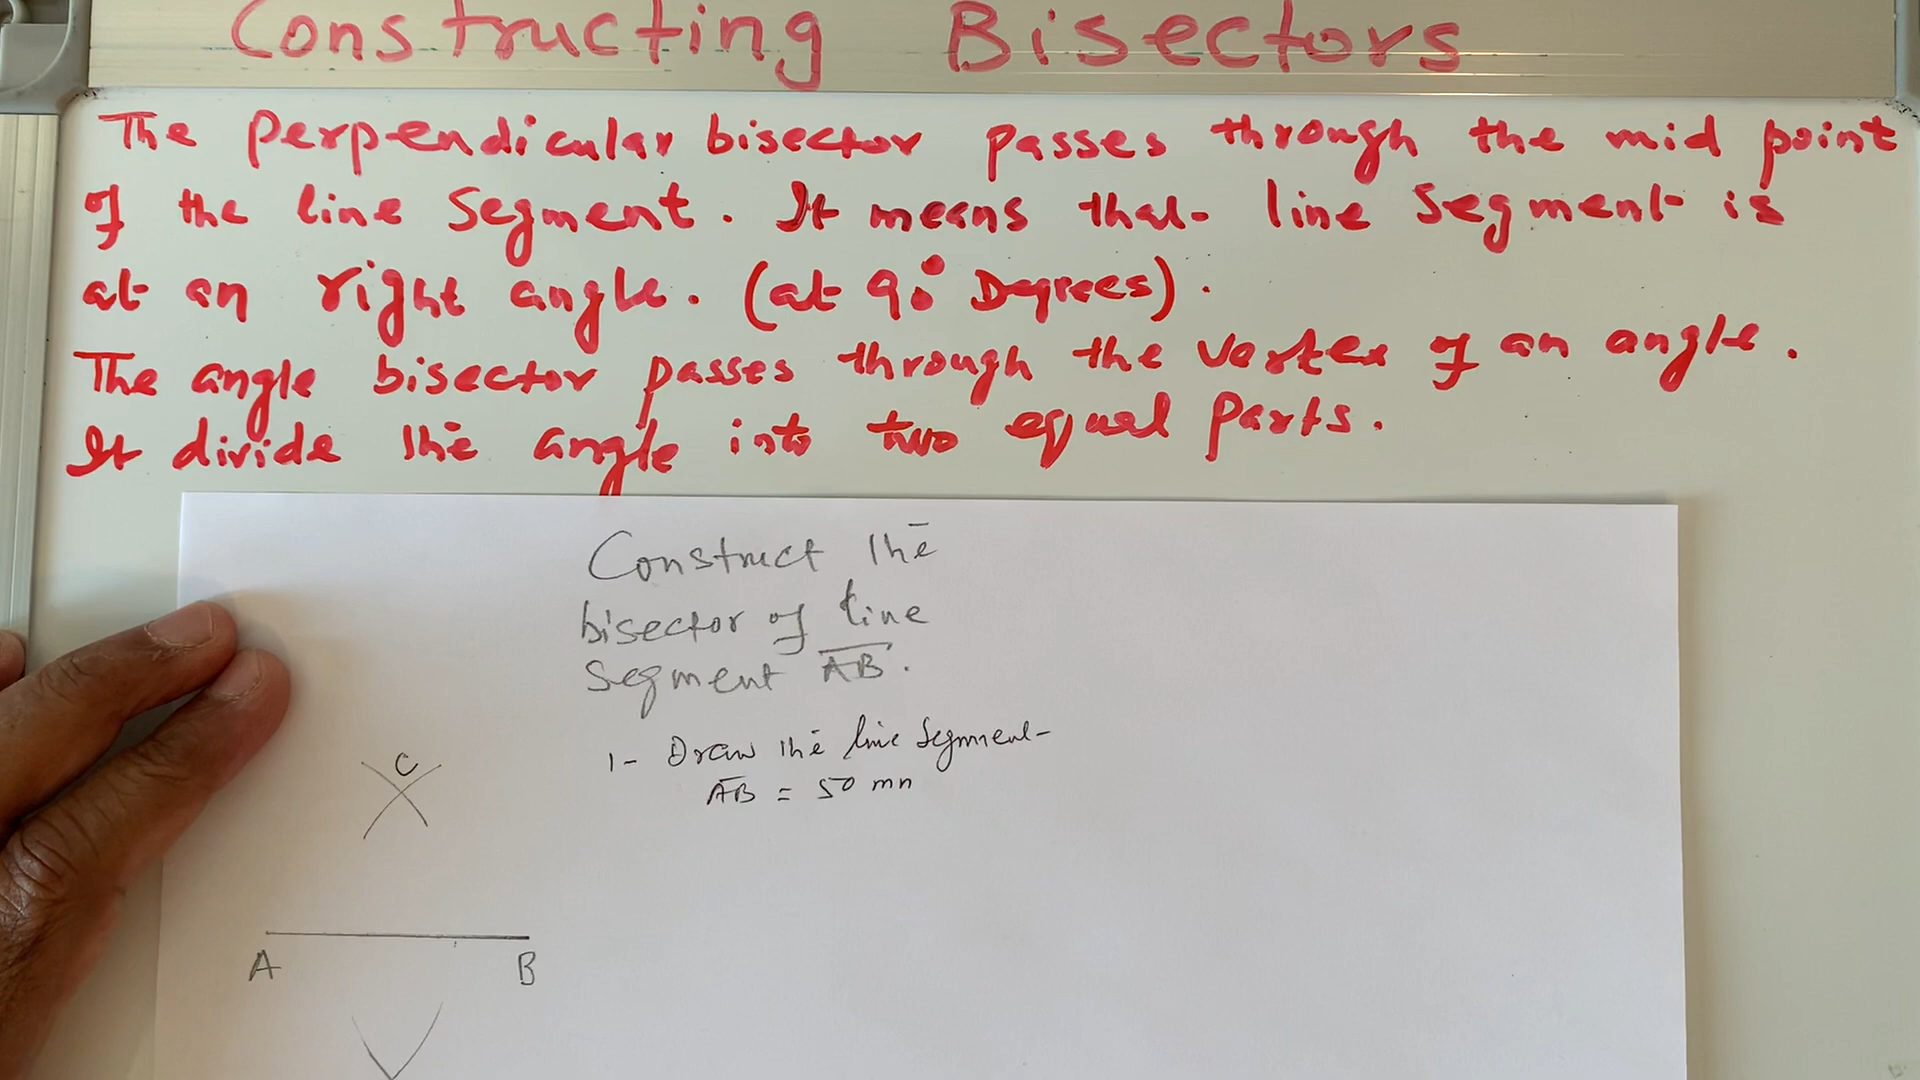 Constructing Bisectors
The perpendicular bisector passes through the mid point
of the line segment. It means that line segment is
at an right angle. (at 90° Degrees).
The angle bisector passes through the vertex of an angle.
It divide the angle into two equal parts.
Construct the
bisector of line
segment AB.
1- Draw the line segment
AB = 50 mm
C
A B